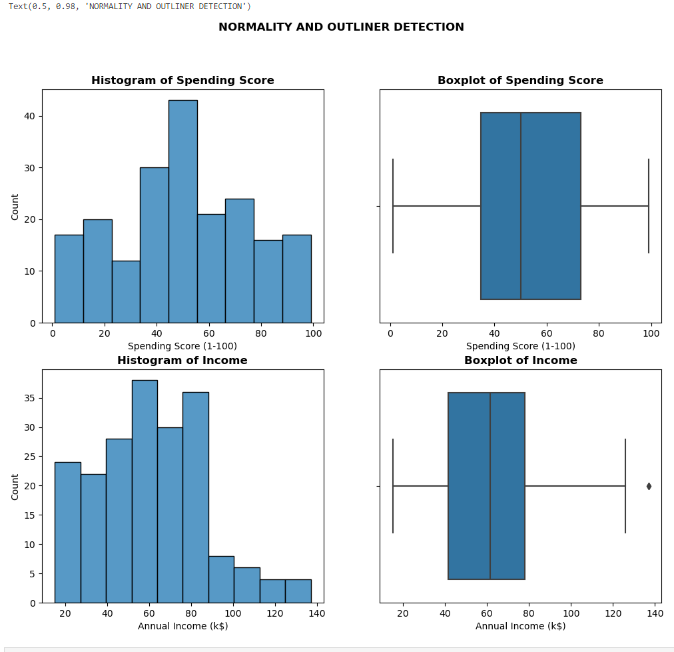 Text(0.5, 0.98, 'NORMALITY AND OUTLINER DETECTION')
NORMALITY AND OUTLINER DETECTION
Histogram of Spending Score
40
30
20
10
0
Count
0 20 40 60 80 100
Spending Score (1-100)
Boxplot of Spending Score
0 20 40 60 80 100
Spending Score (1-100)
Histogram of Income
35
30
25
20
15
10
5
0
Count
20 40 60 80 100 120 140
Annual Income (k$)
Boxplot of Income
20 40 60 80 100 120 140
Annual Income (k$)